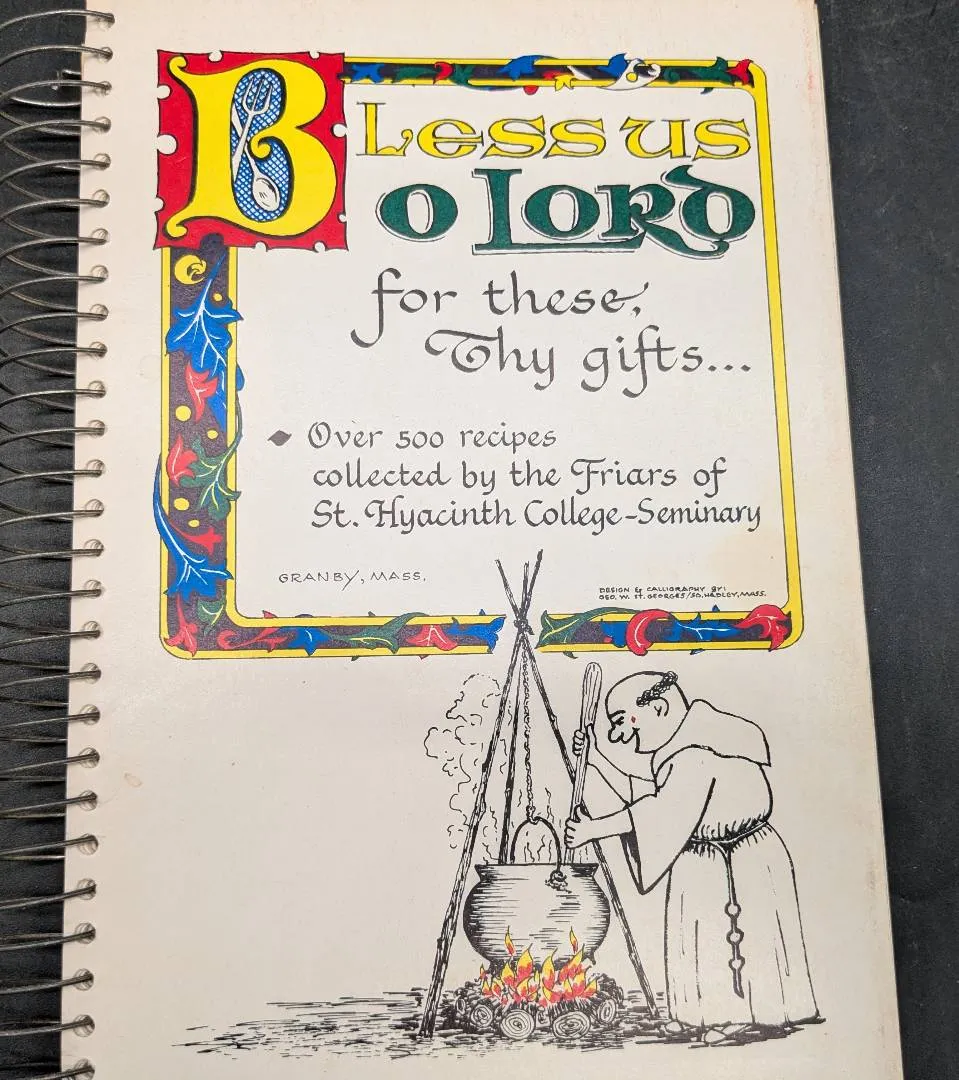 Bless us
O Lord
for these,
Thy gifts...
Over 500 recipes
collected by the Friars of
St. Hyacinth College-Seminary
GRANBY, MASS.
DESIGN & CALLIGRAPHY BY:
GEO. W. ST. GEORGES/SO. HADLEY, MASS.